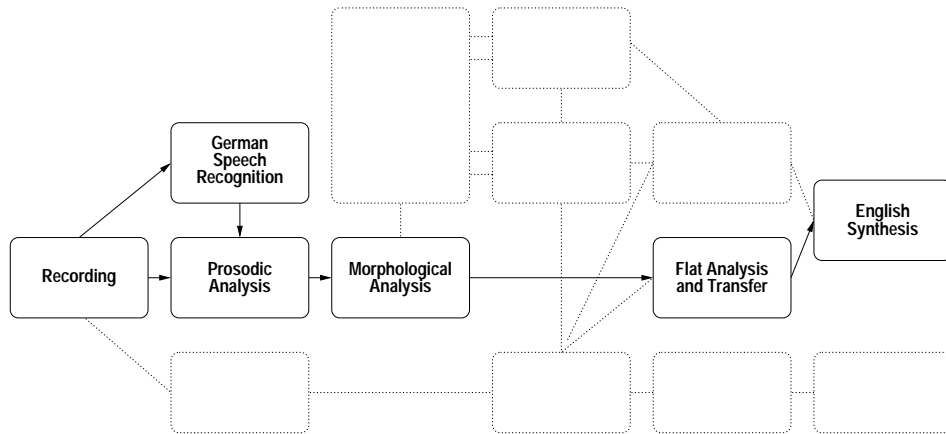 German
Speech
Recognition
English
Synthesis
Recording
Prosodic
Analysis
Morphological
Analysis
Flat Analysis
and Transfer